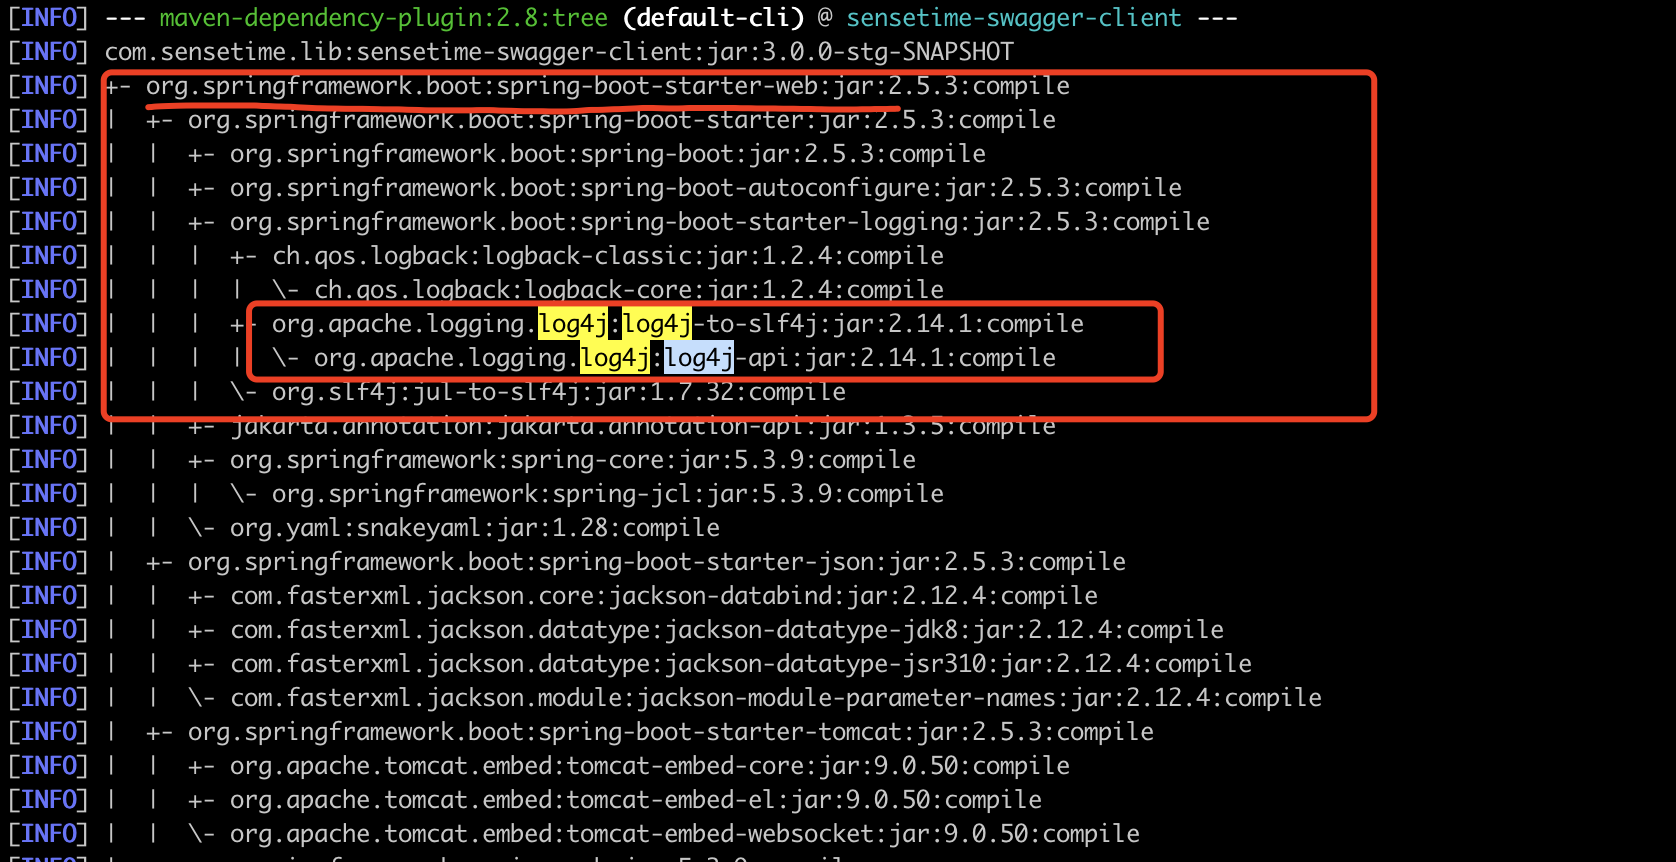 [INFO] --- maven-dependency-plugin:2.8:tree (default-cli) @ sensetime-swagger-client ---
[INFO] com.sensetime.lib:sensetime-swagger-client:jar:3.0.0-stg-SNAPSHOT
[INFO] +- org.springframework.boot:spring-boot-starter-web:jar:2.5.3:compile
[INFO] |  +- org.springframework.boot:spring-boot-starter:jar:2.5.3:compile
[INFO] |  |  +- org.springframework.boot:spring-boot:jar:2.5.3:compile
[INFO] |  |  +- org.springframework.boot:spring-boot-autoconfigure:jar:2.5.3:compile
[INFO] |  |  +- org.springframework.boot:spring-boot-starter-logging:jar:2.5.3:compile
[INFO] |  |  |  +- ch.qos.logback:logback-classic:jar:1.2.4:compile
[INFO] |  |  |  |  \- ch.qos.logback:logback-core:jar:1.2.4:compile
[INFO] |  |  |  +- org.apache.logging.log4j:log4j-to-slf4j:jar:2.14.1:compile
[INFO] |  |  |  |  \- org.apache.logging.log4j:log4j-api:jar:2.14.1:compile
[INFO] |  |  |  \- org.slf4j:jul-to-slf4j:jar:1.7.32:compile
[INFO] |  |  +- jakarta.annotation:jakarta.annotation-api:jar:1.3.5:compile
[INFO] |  |  +- org.springframework:spring-core:jar:5.3.9:compile
[INFO] |  |  |  \- org.springframework:spring-jcl:jar:5.3.9:compile
[INFO] |  |  \- org.yaml:snakeyaml:jar:1.28:compile
[INFO] |  +- org.springframework.boot:spring-boot-starter-json:jar:2.5.3:compile
[INFO] |  |  +- com.fasterxml.jackson.core:jackson-databind:jar:2.12.4:compile
[INFO] |  |  +- com.fasterxml.jackson.datatype:jackson-datatype-jdk8:jar:2.12.4:compile
[INFO] |  |  +- com.fasterxml.jackson.datatype:jackson-datatype-jsr310:jar:2.12.4:compile
[INFO] |  |  \- com.fasterxml.jackson.module:jackson-module-parameter-names:jar:2.12.4:compile
[INFO] |  +- org.springframework.boot:spring-boot-starter-tomcat:jar:2.5.3:compile
[INFO] |  |  +- org.apache.tomcat.embed:tomcat-embed-core:jar:9.0.50:compile
[INFO] |  |  +- org.apache.tomcat.embed:tomcat-embed-el:jar:9.0.50:compile
[INFO] |  |  \- org.apache.tomcat.embed:tomcat-embed-websocket:jar:9.0.50:compile